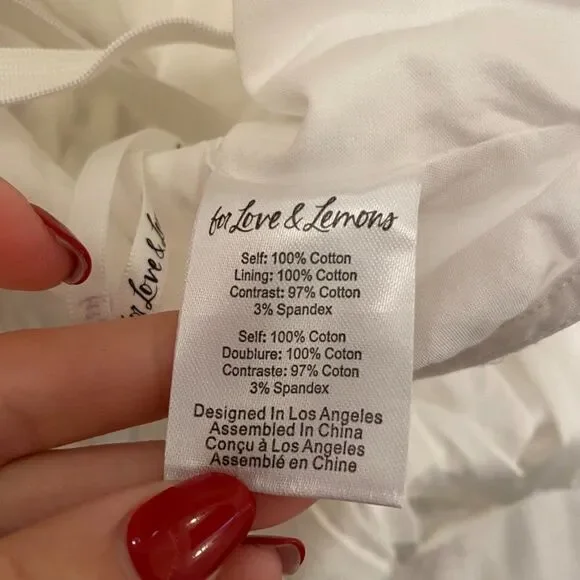 for Love & Lemons
Self: 100% Cotton
Lining: 100% Cotton
Contrast: 97% Cotton
3% Spandex
Self: 100% Coton
Doublure: 100% Coton
Contraste: 97% Coton
3% Spandex
Designed In Los Angeles
Assembled In China
Conçu à Los Angeles
Assemblé en Chine
for Love &